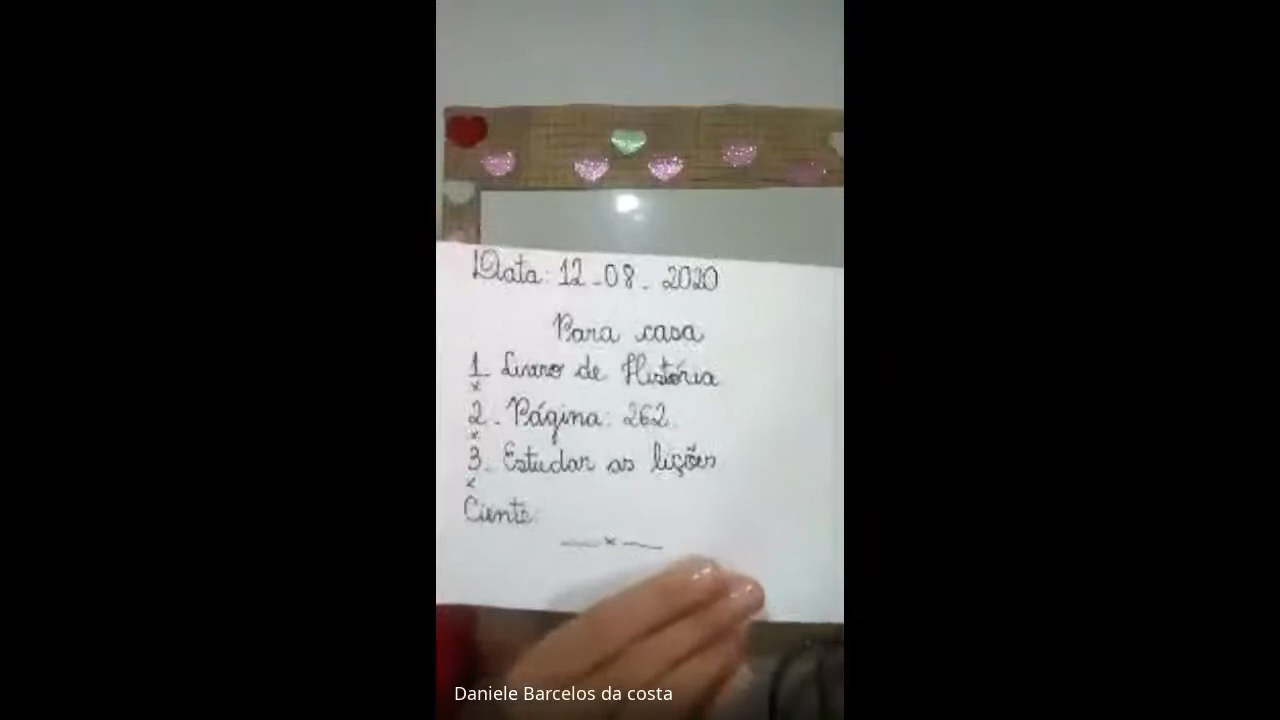 Data: 12-08-2020
Para casa
1. Livro de História
x
2. Página: 262.
x
3. Estudar as lições
x
Ciente:
___x___
Daniele Barcelos da costa